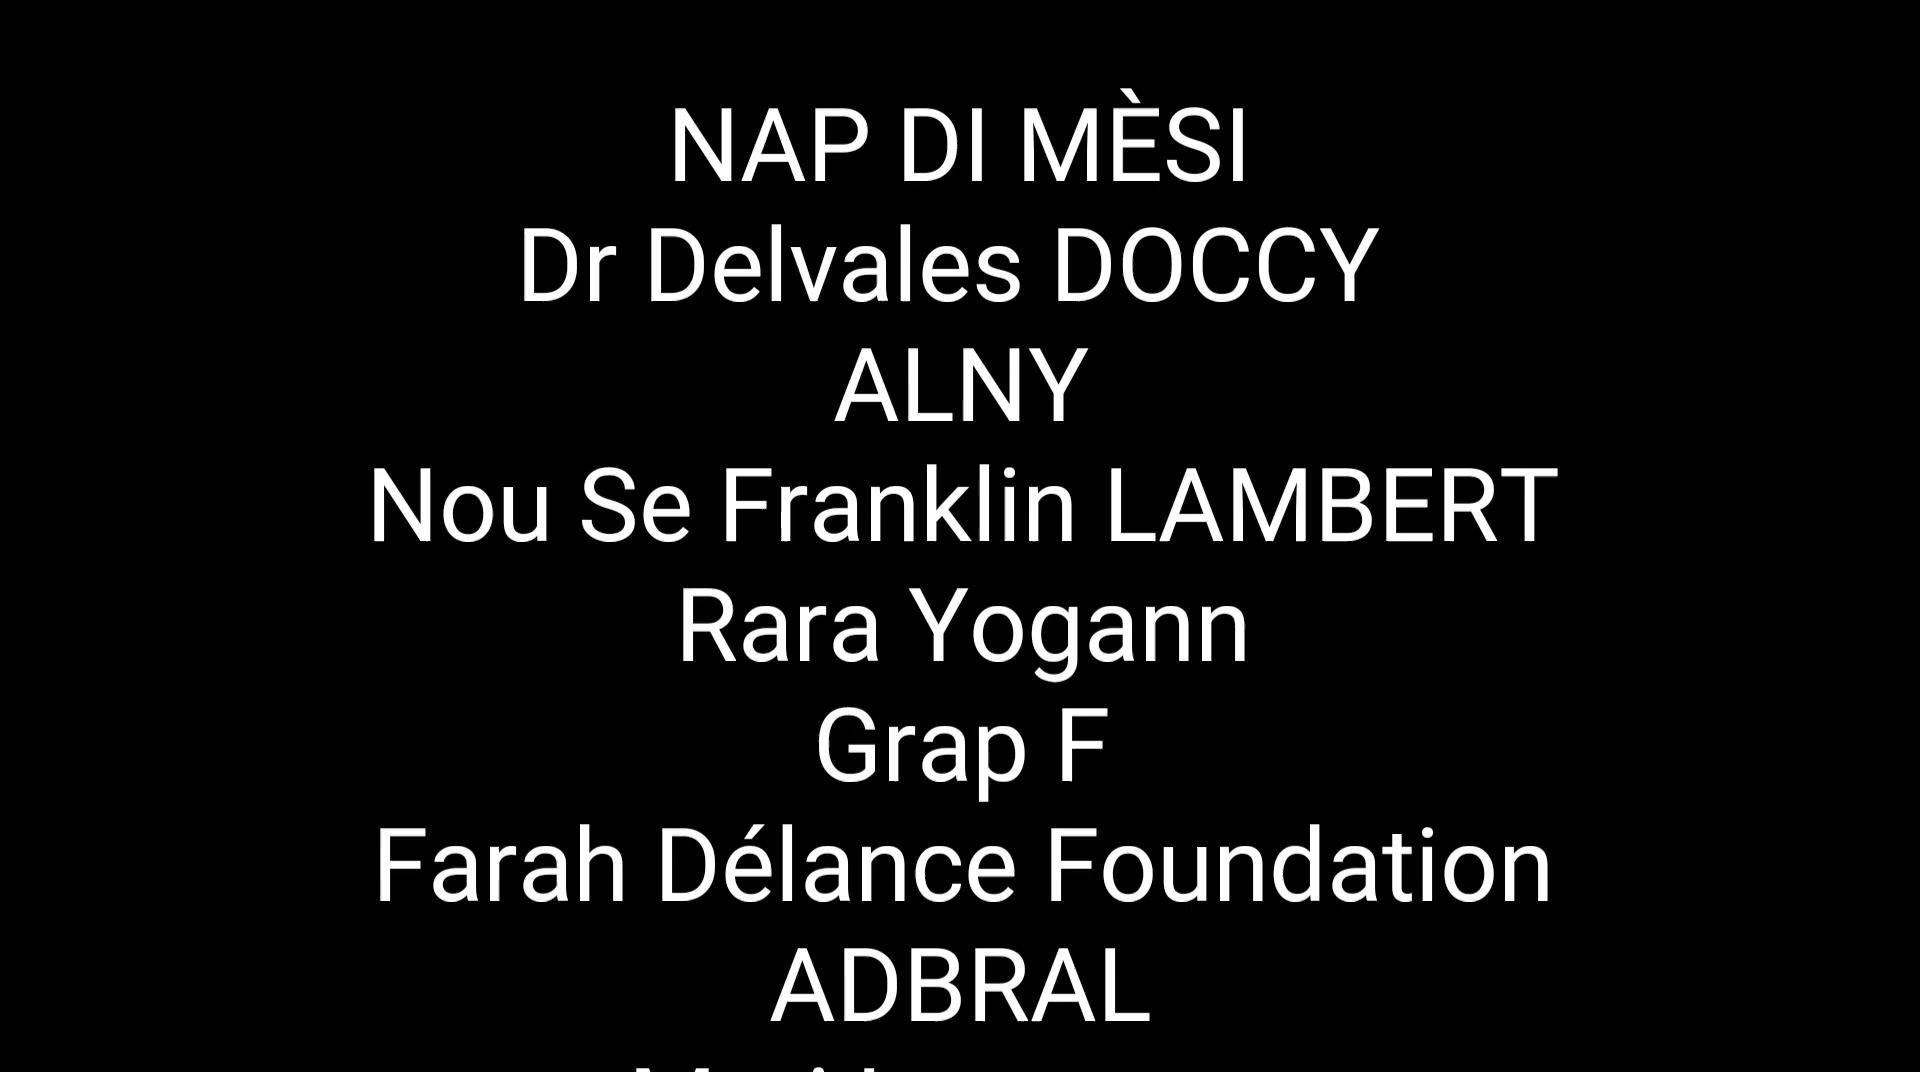 NAP DI MÈSI
Dr Delvales DOCCY
ALNY
Nou Se Franklin LAMBERT
Rara Yogann
Grap F
Farah Délance Foundation
ADBRAL